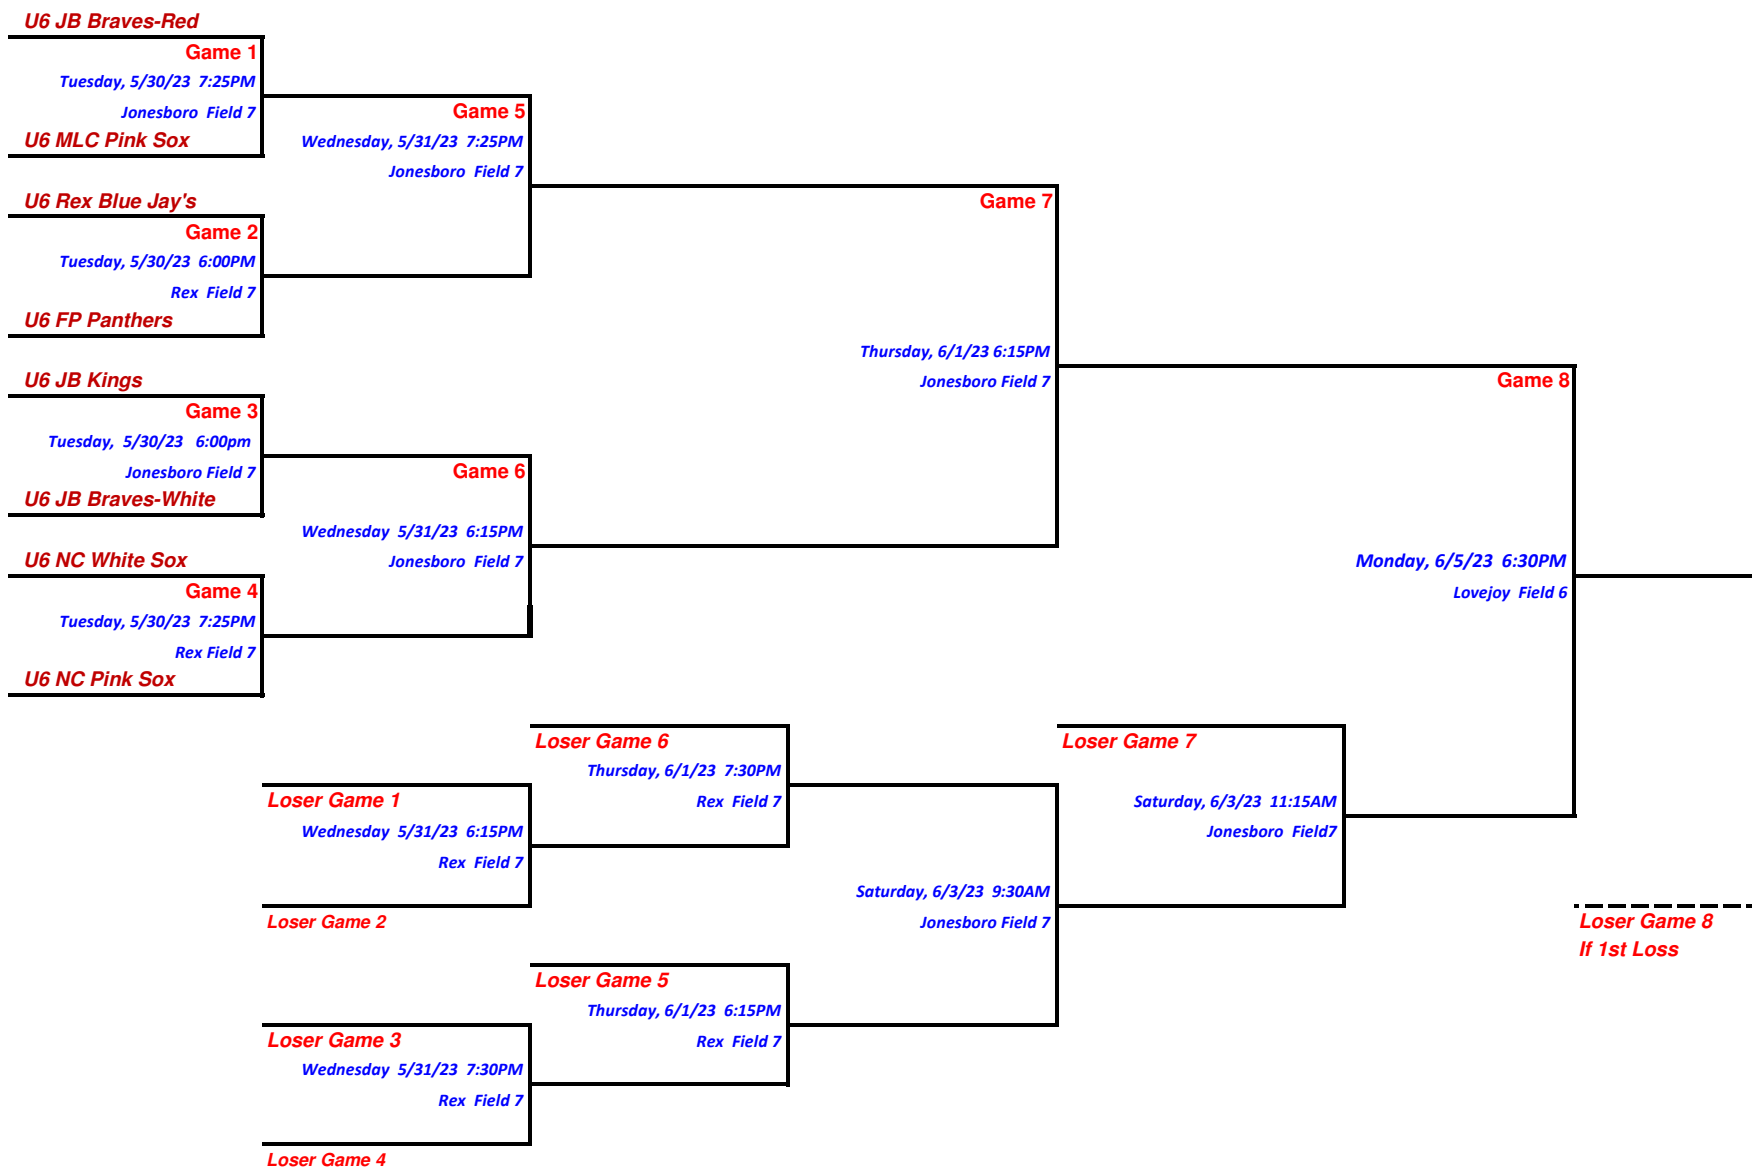 U6 JB Braves-Red
Game 1
Tuesday, 5/30/23 7:25PM
Jonesboro Field 7
U6 MLC Pink Sox
Game 5
Wednesday, 5/31/23 7:25PM
Jonesboro Field 7
U6 Rex Blue Jay's
Game 2
Tuesday, 5/30/23 6:00PM
Rex Field 7
U6 FP Panthers
Game 7
Thursday, 6/1/23 6:15PM
Jonesboro Field 7
U6 JB Kings
Game 3
Tuesday, 5/30/23 6:00pm
Jonesboro Field 7
U6 JB Braves-White
Game 6
Wednesday 5/31/23 6:15PM
Jonesboro Field 7
U6 NC White Sox
Game 4
Tuesday, 5/30/23 7:25PM
Rex Field 7
U6 NC Pink Sox
Game 8
Monday, 6/5/23 6:30PM
Lovejoy Field 6
Loser Game 6
Thursday, 6/1/23 7:30PM
Rex Field 7
Loser Game 1
Wednesday 5/31/23 6:15PM
Rex Field 7
Loser Game 2
Loser Game 7
Saturday, 6/3/23 11:15AM
Jonesboro Field7
Saturday, 6/3/23 9:30AM
Jonesboro Field 7
Loser Game 8
If 1st Loss
Loser Game 5
Thursday, 6/1/23 6:15PM
Rex Field 7
Loser Game 3
Wednesday 5/31/23 7:30PM
Rex Field 7
Loser Game 4